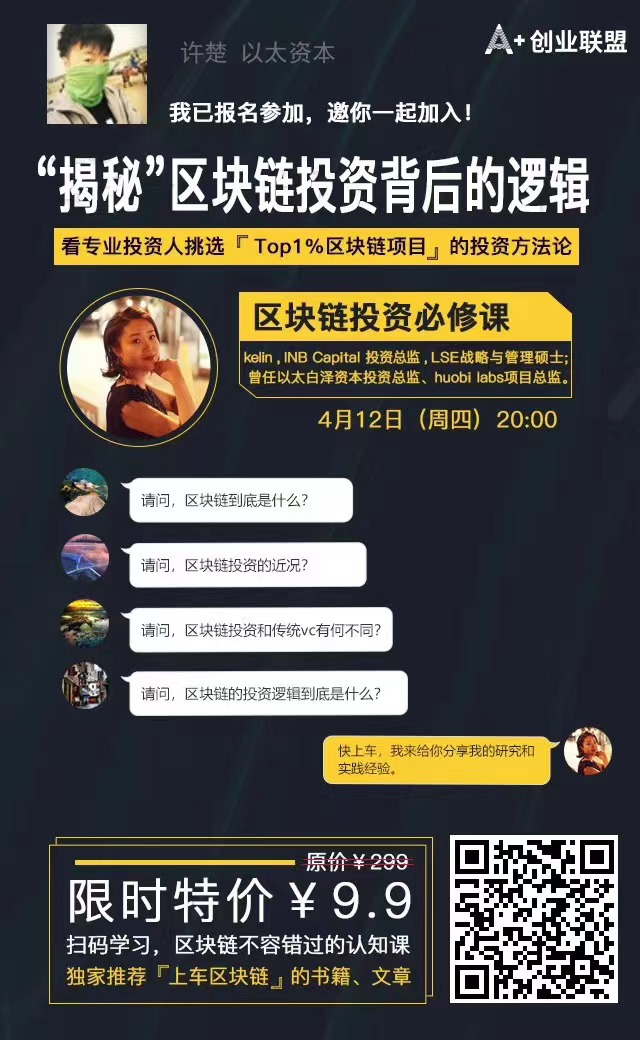 许楚 以太资本
A+创业联盟
我已报名参加，邀你一起加入！
“揭秘”区块链投资背后的逻辑
看专业投资人挑选『Top1%区块链项目』的投资方法论
区块链投资必修课
kelin , INB Capital 投资总监 , LSE战略与管理硕士;
曾任以太白泽资本投资总监、huobi labs项目总监。
4月12日（周四）20:00
请问，区块链到底是什么？
请问，区块链投资的近况？
请问，区块链投资和传统vc有何不同？
请问，区块链的投资逻辑到底是什么？
快上车，我来给你分享我的研究和
实践经验。
原价￥299
限时特价￥9.9
扫码学习，区块链不容错过的认知课
独家推荐『上车区块链』的书籍、文章